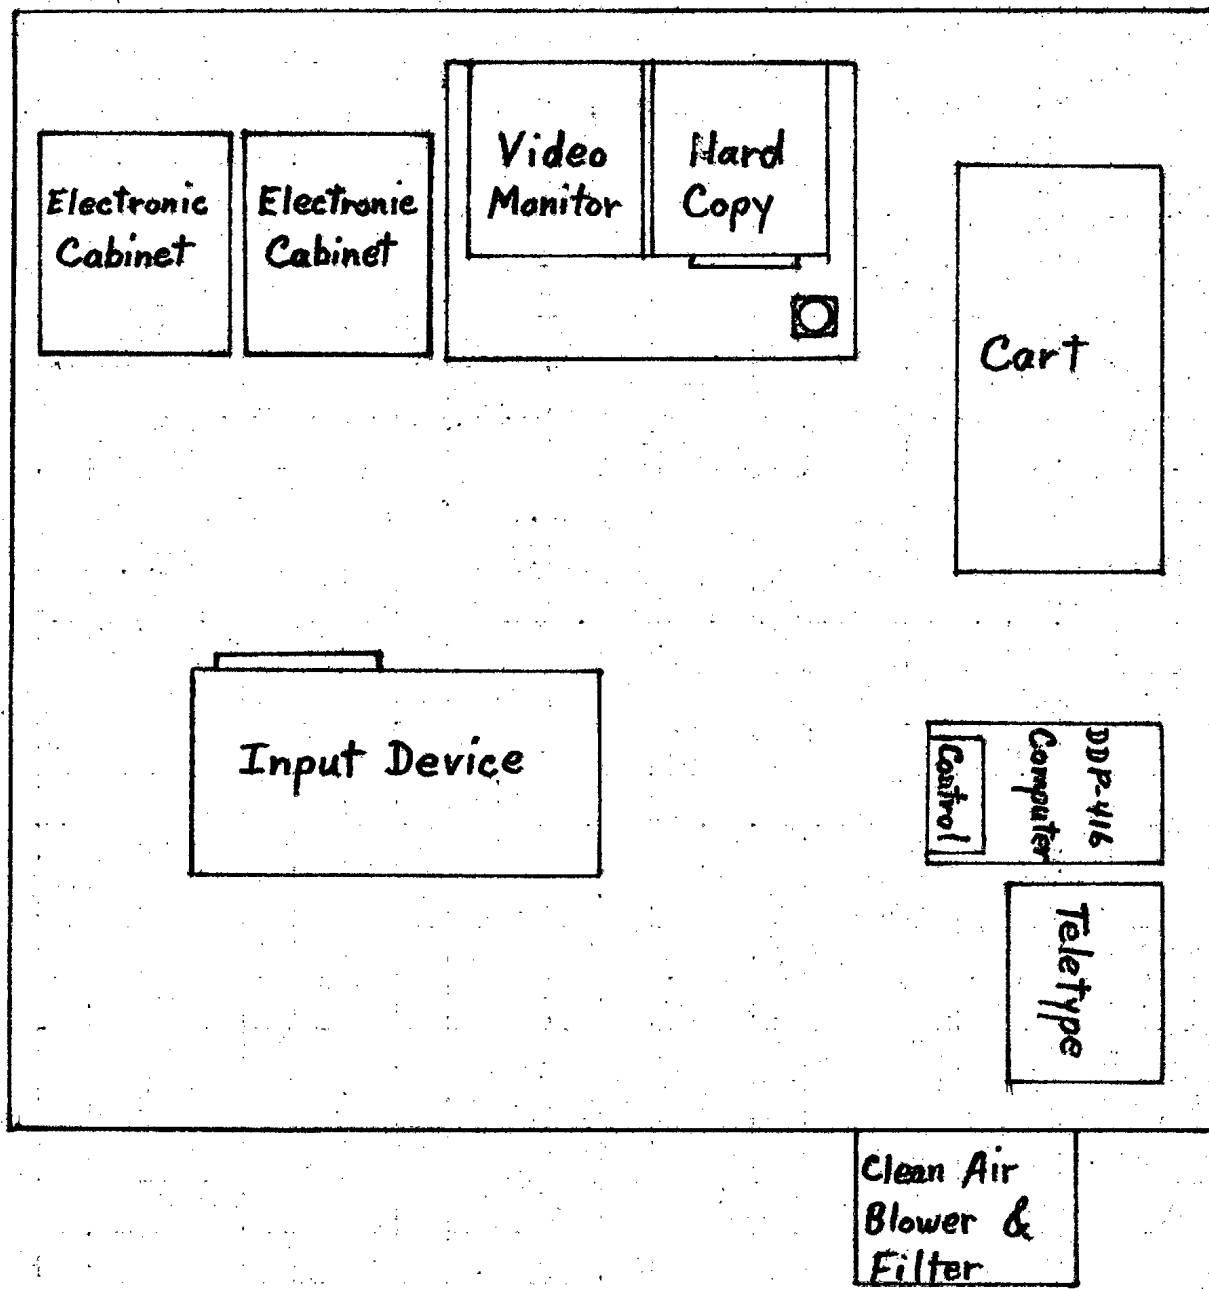 Video
Monitor
Hard
Copy
Electronic
Cabinet
Electronic
Cabinet
Cart
Input Device
DDP-416
Computer
Control
Teletype
Clean Air
Blower &
Filter